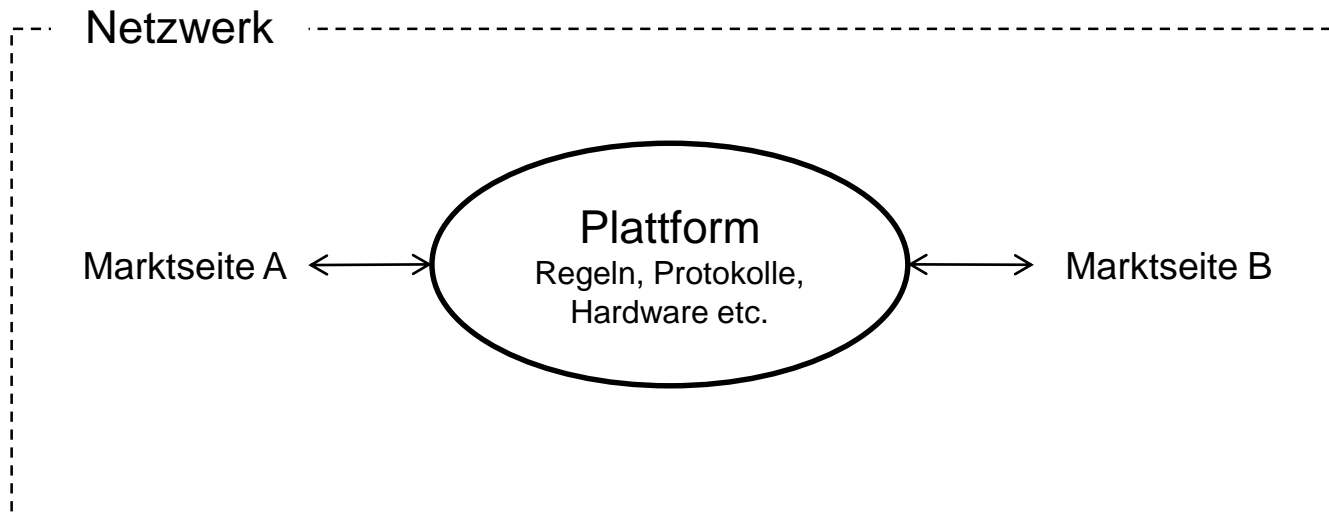 Netzwerk
Plattform
Regeln, Protokolle,
Hardware etc.
Marktseite A
Marktseite B